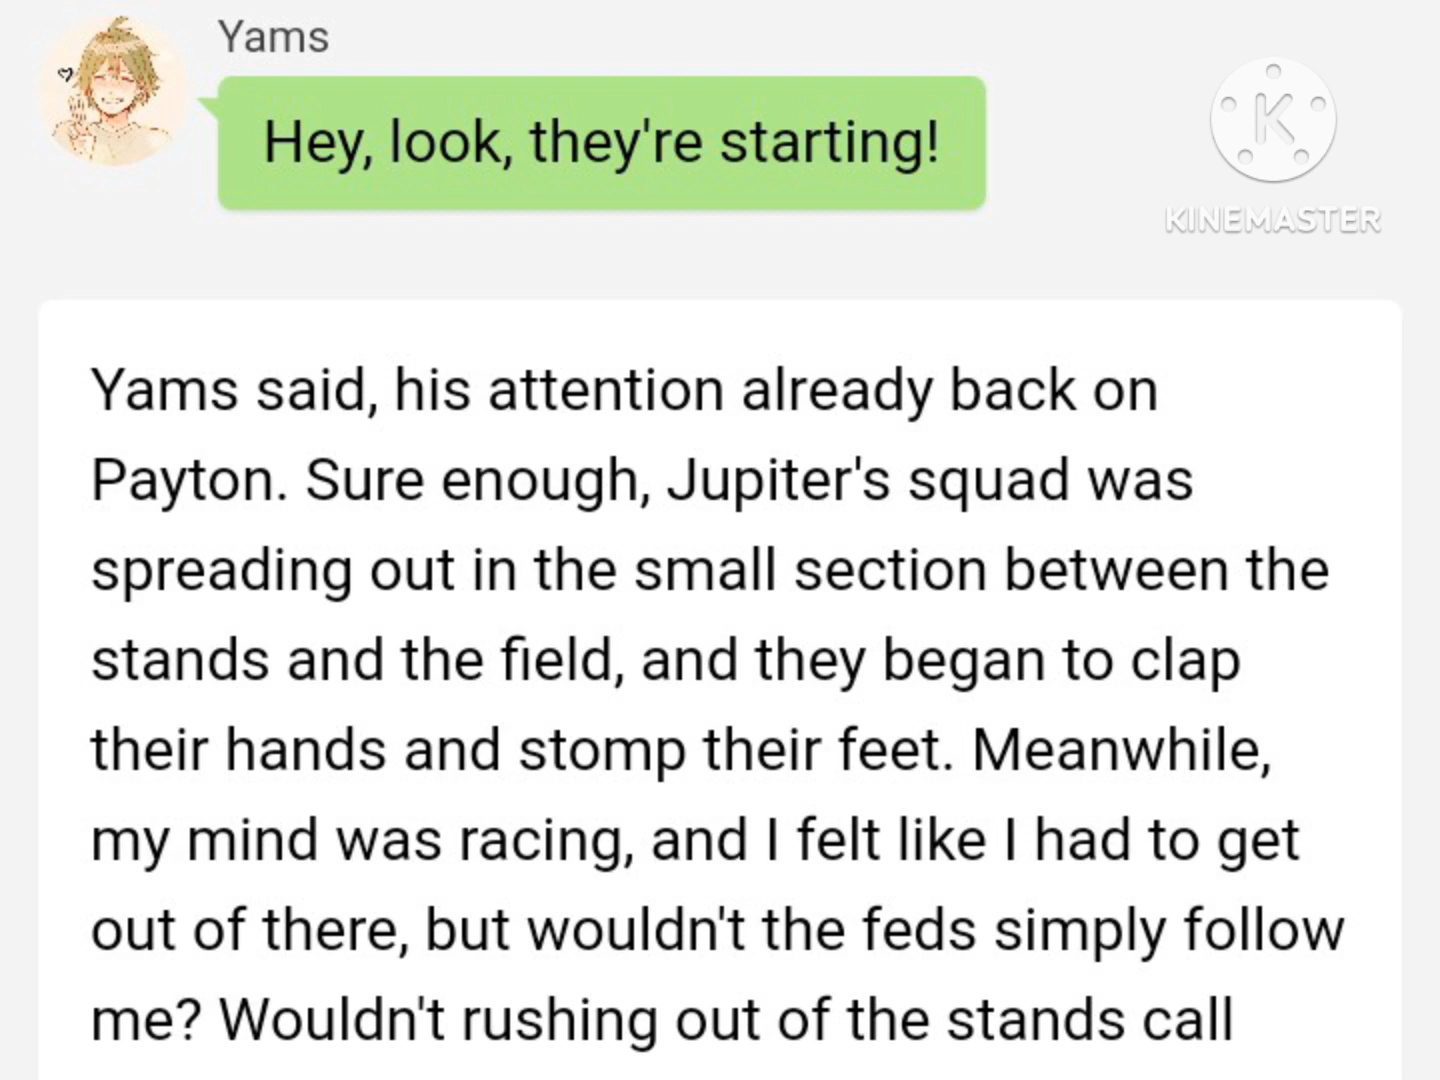 Yams
Hey, look, they're starting!
K
KINEMASTER
Yams said, his attention already back on
Payton. Sure enough, Jupiter's squad was
spreading out in the small section between the
stands and the field, and they began to clap
their hands and stomp their feet. Meanwhile,
my mind was racing, and I felt like I had to get
out of there, but wouldn't the feds simply follow
me? Wouldn't rushing out of the stands call